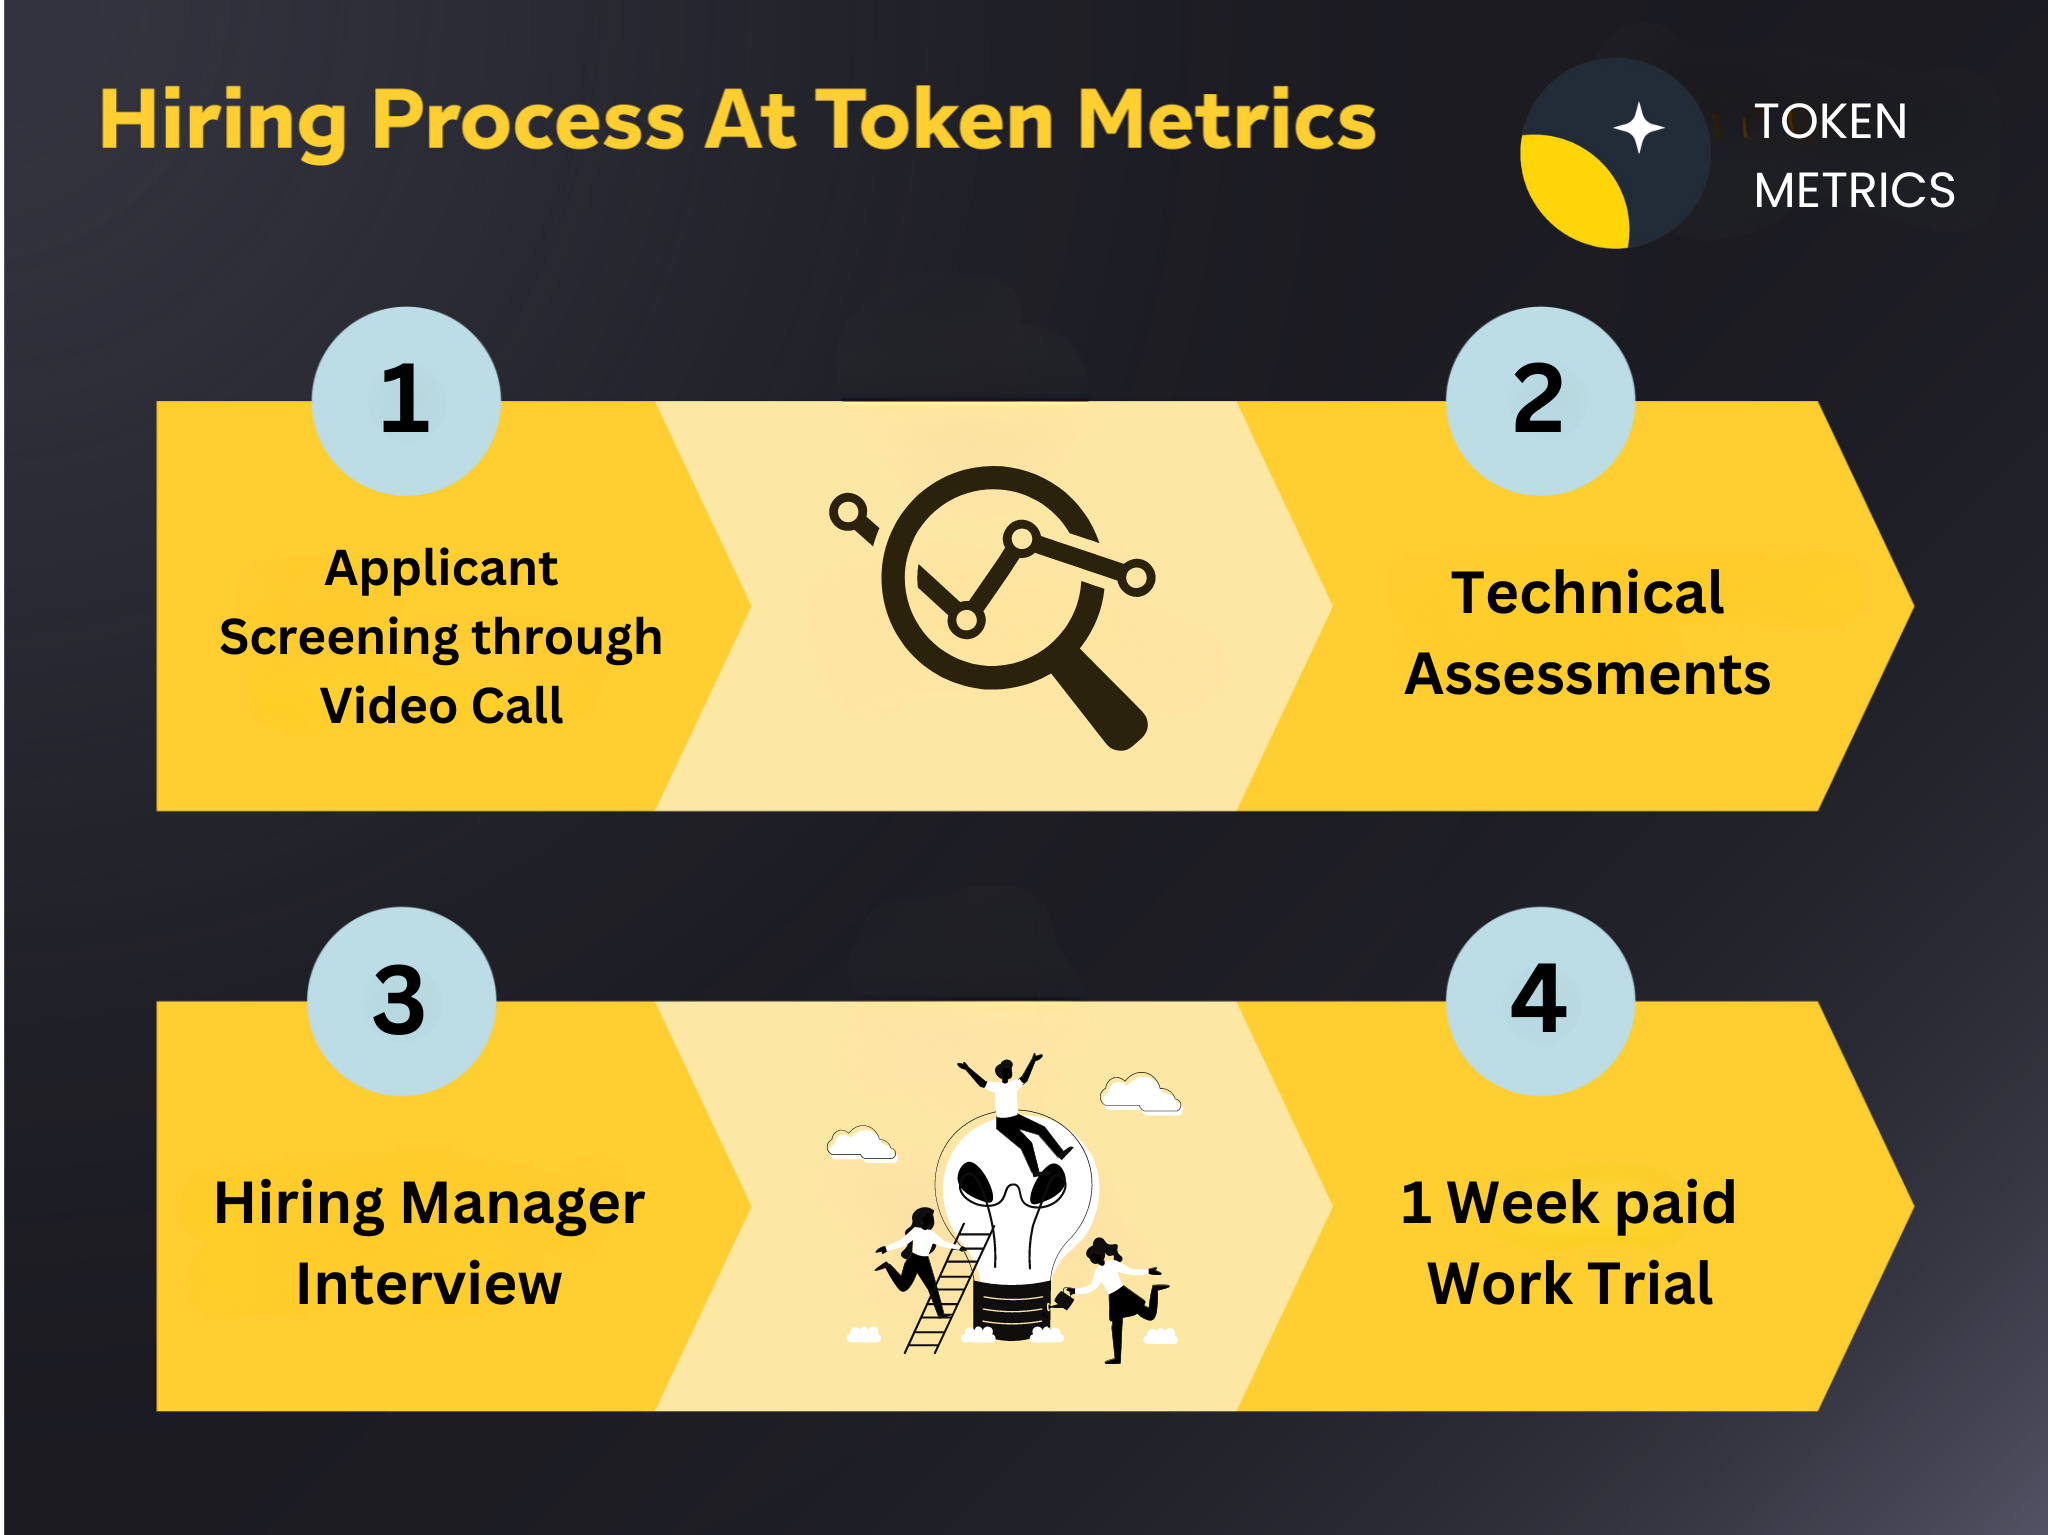 Hiring Process At Token Metrics
TOKEN
METRICS
1
Applicant
Screening through
Video Call
2
Technical
Assessments
3
Hiring Manager
Interview
4
1 Week paid
Work Trial